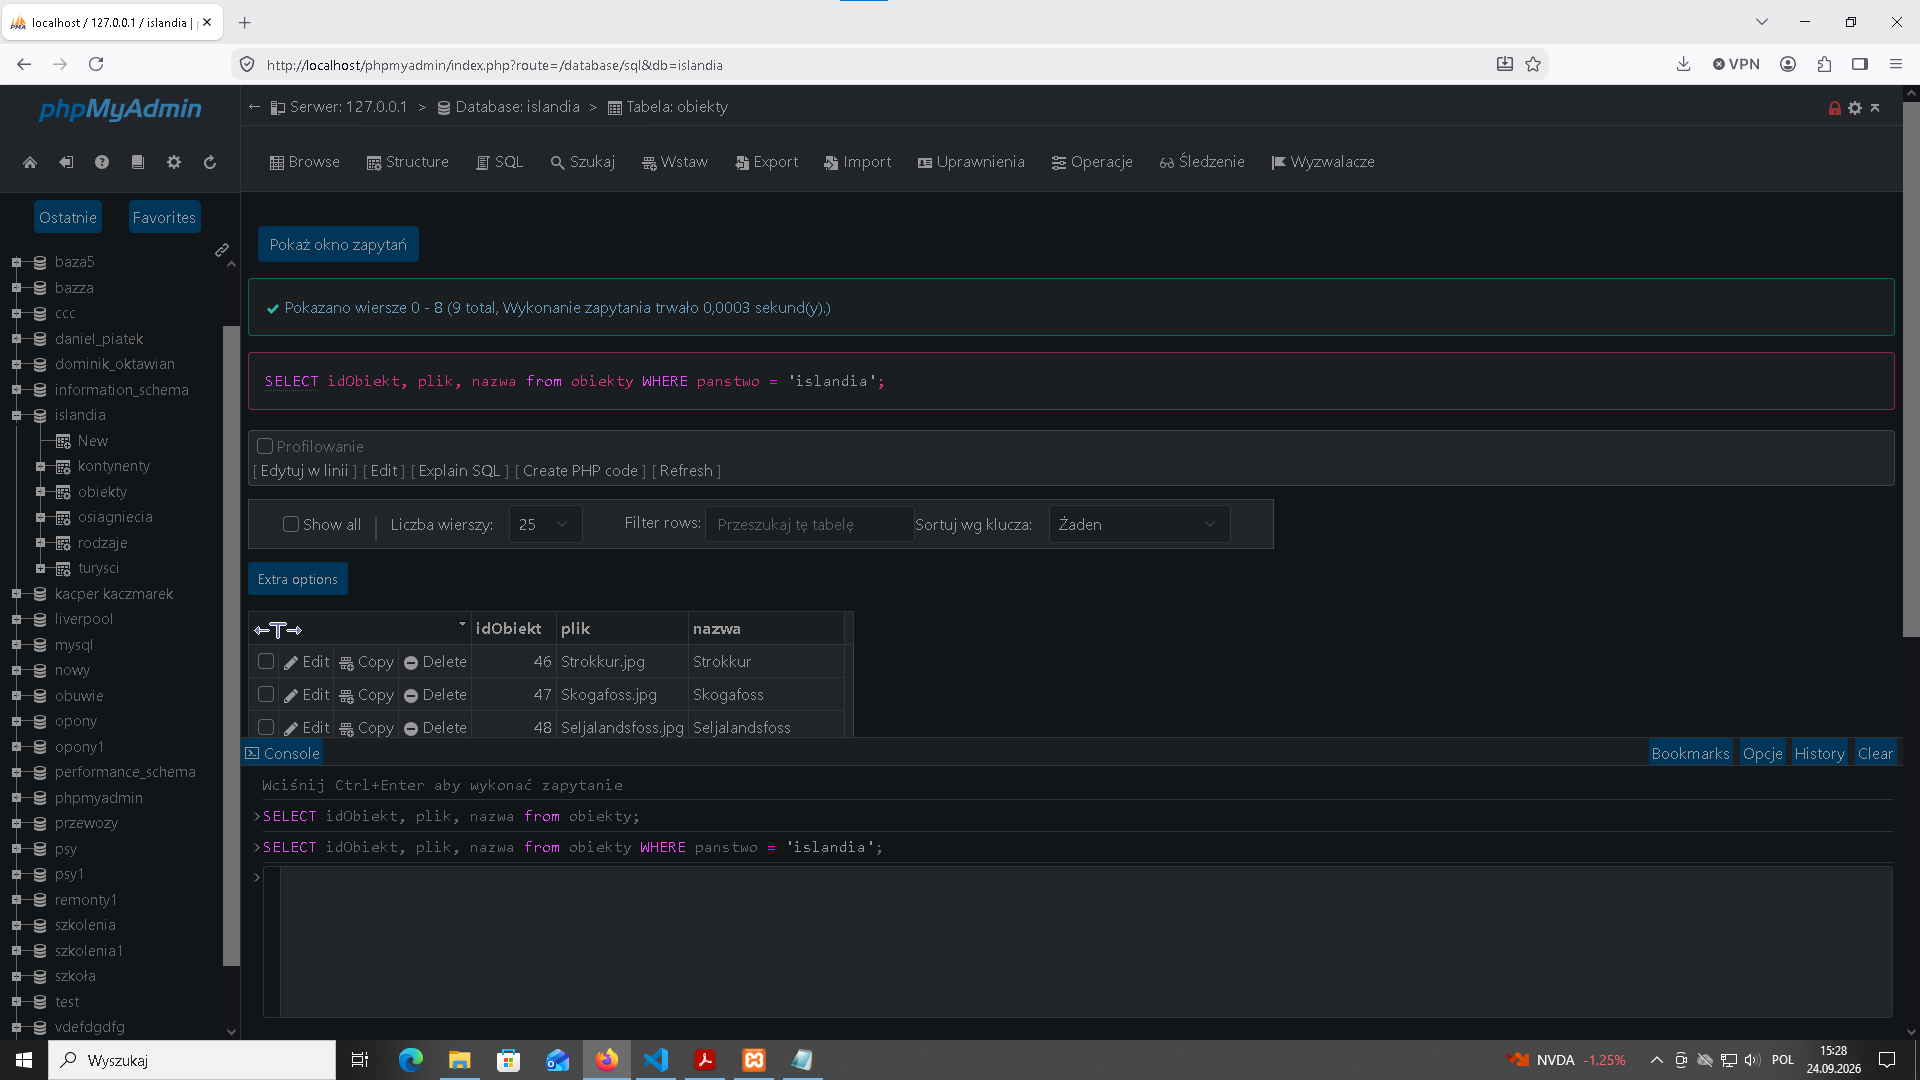 localhost / 127.0.0.1 / islandia |
http://localhost/phpmyadmin/index.php?route=/database/sql&db=islandia
VPN
phpMyAdmin
Serwer: 127.0.0.1 > Database: islandia > Tabela: obiekty
Browse Structure SQL Szukaj Wstaw Export Import Uprawnienia Operacje Śledzenie Wyzwalacze
Ostatnie Favorites
baza5
bazza
ccc
daniel_piatek
dominik_oktawian
information_schema
islandia
New
kontynenty
obiekty
osiagniecia
rodzaje
turysci
kacper kaczmarek
liverpool
mysql
nowy
obuwie
opony
opony1
performance_schema
phpmyadmin
przewozy
psy
psy1
remonty1
szkolenia
szkolenia1
szkoła
test
vdefdgdfg
Pokaż okno zapytań
Pokazano wiersze 0 - 8 (9 total, Wykonanie zapytania trwało 0,0003 sekund(y).)
SELECT idObiekt, plik, nazwa from obiekty WHERE panstwo = 'islandia';
Profilowanie
[ Edytuj w linii ] [ Edit ] [ Explain SQL ] [ Create PHP code ] [ Refresh ]
Show all | Liczba wierszy: 25 Filter rows: Przeszukaj tę tabelę Sortuj wg klucza: Żaden
Extra options
←T→ idObiekt plik nazwa
Edit Copy Delete 46 Strokkur.jpg Strokkur
Edit Copy Delete 47 Skogafoss.jpg Skogafoss
Edit Copy Delete 48 Seljalandsfoss.jpg Seljalandsfoss
Console Bookmarks Opcje History Clear
Wciśnij Ctrl+Enter aby wykonać zapytanie
>SELECT idObiekt, plik, nazwa from obiekty;
>SELECT idObiekt, plik, nazwa from obiekty WHERE panstwo = 'islandia';
>
Wyszukaj
NVDA -1,25%
POL
15:28
24.09.2026